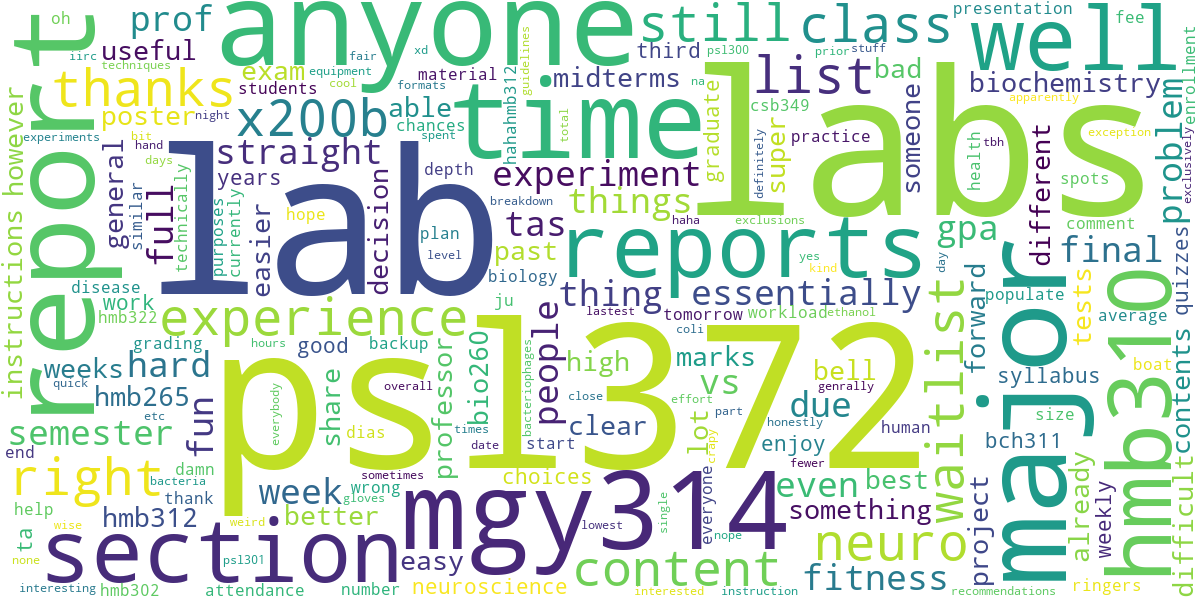 oh
prof
anyone
still
class
presentation
fee
well
iirc
useful
techniques
fair
xd
psl300
guidelines
prior
stuff
third
exam
equipment
cool
formats
material
students
midterms
na
list
bad
biochemistry
enrollment
report
thanks
poster
night
x200b
able
chances
spent
time
hahahmb312
total
graduate
csb349
super
practice
someone
labs
apparently
exception
exclusively
tbh
health
different
problem
however
instructions
experiments
bit
hand
days
general
similar
full
technically
purposes
currently
straight
years
easier
hope
lab
decision
depth
plan
level
breakdown
experiment
things
tas
past
biology
definitely
exclusions
haha
yes
kind
reports
gpa
day
spots
comment
final
major
quizzes
contents
disease
work
hmb322
grading
experience
hours
good
backup
ju
thing
lastest
essentially
tomorrow
workload
ethanol
coli
waitlist
forward
populate
average
tests
hmb310
weeks
hard
quick
hmb265
etc
semester
fun
everybody
share
psl372
overall
close
dias
times
professor
bio260
bacteriophages
people
high
effort
clear
start
date
marks
vs
part
lot
crapy
bell
genrally
due
honestly
enjoy
human
fewer
syllabus
boat
size
bch311
end
right
damn
bacteria
thank
help
week
wrong
gloves
sometimes
choices
mgy314
single
everyone
even
best
something
already
weekly
difficult
project
ta
hmb312
better
wise
none
section
weird
psl301
easy
lowest
nope
content
neuro
fitness
ringers
interesting
hmb302
attendance
number
neuroscience
interested
instruction
recommendations